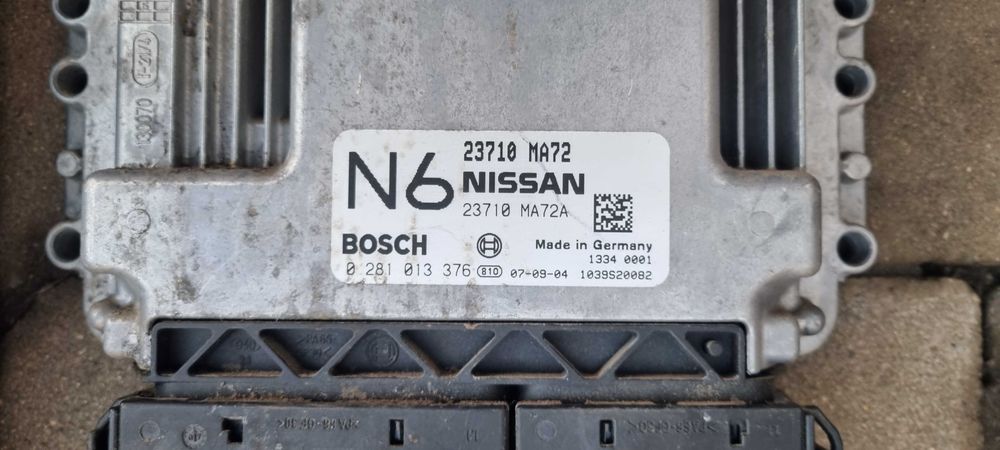 23710 MA72
N6 NISSAN
23710 MA72A
BOSCH Made in Germany
1334 0001
0 281 013 376 810 07-09-04 1039S20082